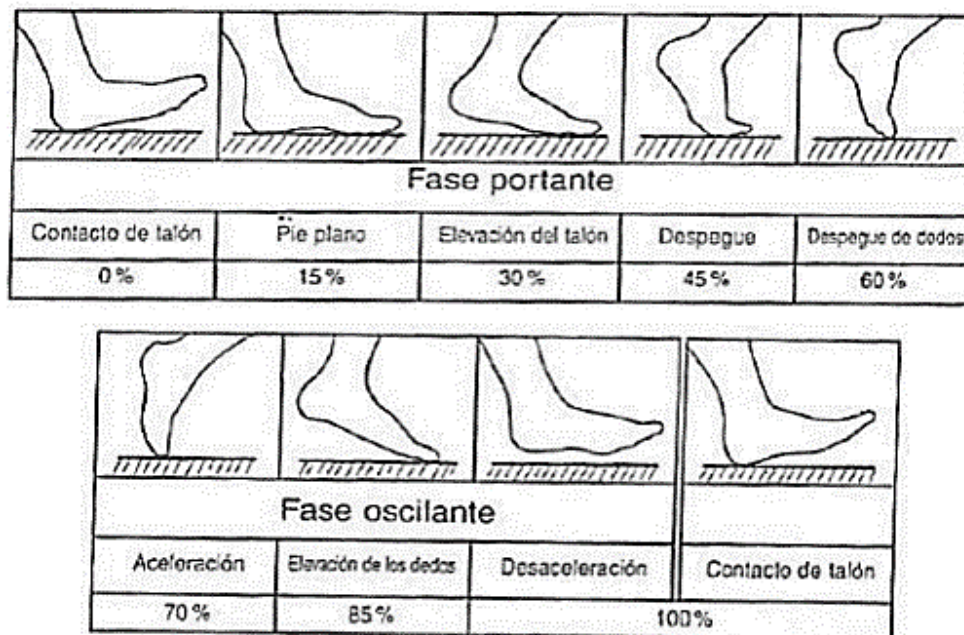 Fase portante
Contacto de talón Pie plano Elevación del talón Despegue Despegue de dedos
0% 15% 30% 45% 60%
Fase oscilante
Aceleración Elevación de los dedos Desaceleración Contacto de talón
70% 85% 100%